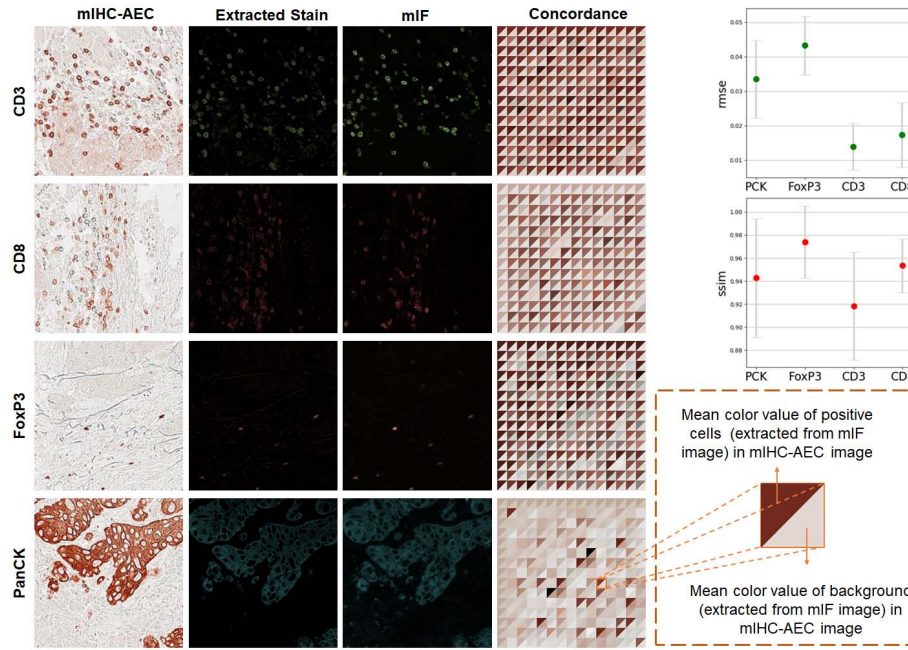 mIHC-AEC Extracted Stain mIF Concordance
CD3
CD8
FoxP3
PanCK
0.05
0.04
0.03
0.02
0.01
rmse
PCK FoxP3 CD3
1.00
0.98
0.96
0.94
0.92
0.90
0.88
ssim
PCK FoxP3 CD3
Mean color value of positive
cells (extracted from mIF
image) in mIHC-AEC image
Mean color value of background
(extracted from mIF image) in
mIHC-AEC image